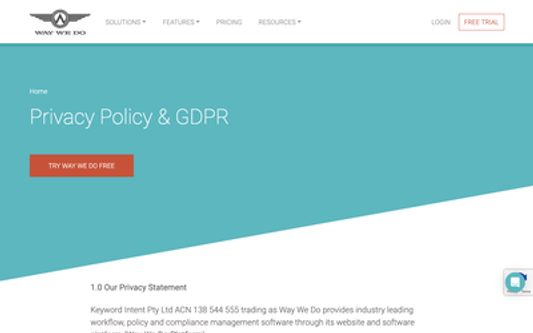 WAY WE DO
SOLUTIONS
FEATURES
PRICING
RESOURCES
LOGIN
FREE TRIAL
Home
Privacy Policy & GDPR
TRY WAY WE DO FREE
1.0 Our Privacy Statement
Keyword Intent Pty Ltd ACN 138 544 555 trading as Way We Do provides industry leading
workflow, policy and compliance management software through its website and software